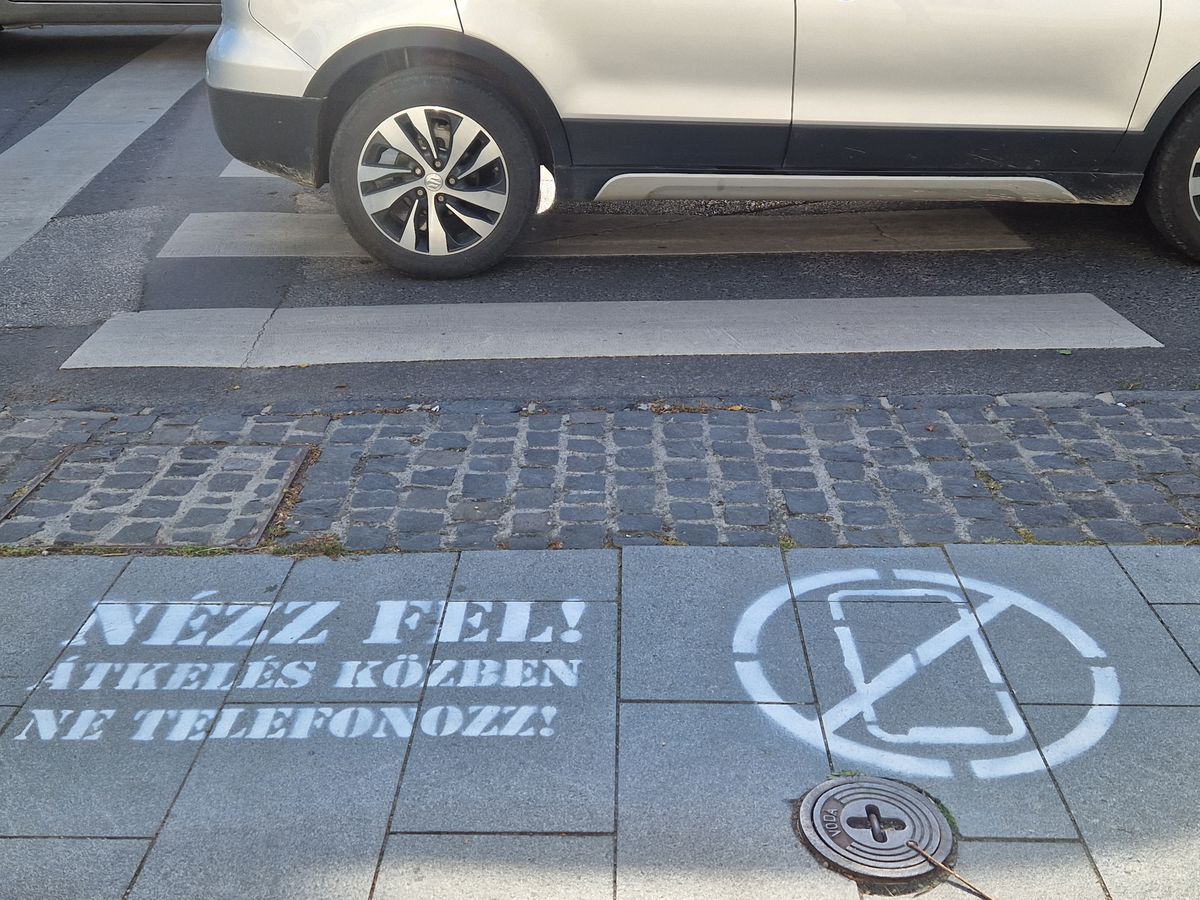 NÉZZ FEL!
ÁTKELÉS KÖZBEN
NE TELEFONOZZ!
VODA